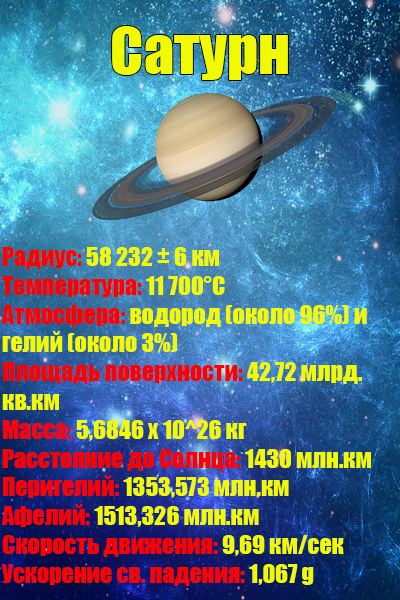 Сатурн
Радиус: 58 232 ± 6 км
Температура: 11 700°C
Атмосфера: водород (около 96%) и
гелий (около 3%)
Площадь поверхности: 42,72 млрд.
кв.км
Масса: 5,6846 x 10^26 кг
Расстояние до Солнца: 1430 млн.км
Перигелий: 1353,573 млн,км
Афелий: 1513,326 млн.км
Скорость движения: 9,69 км/сек
Ускорение св. падения: 1,067 g